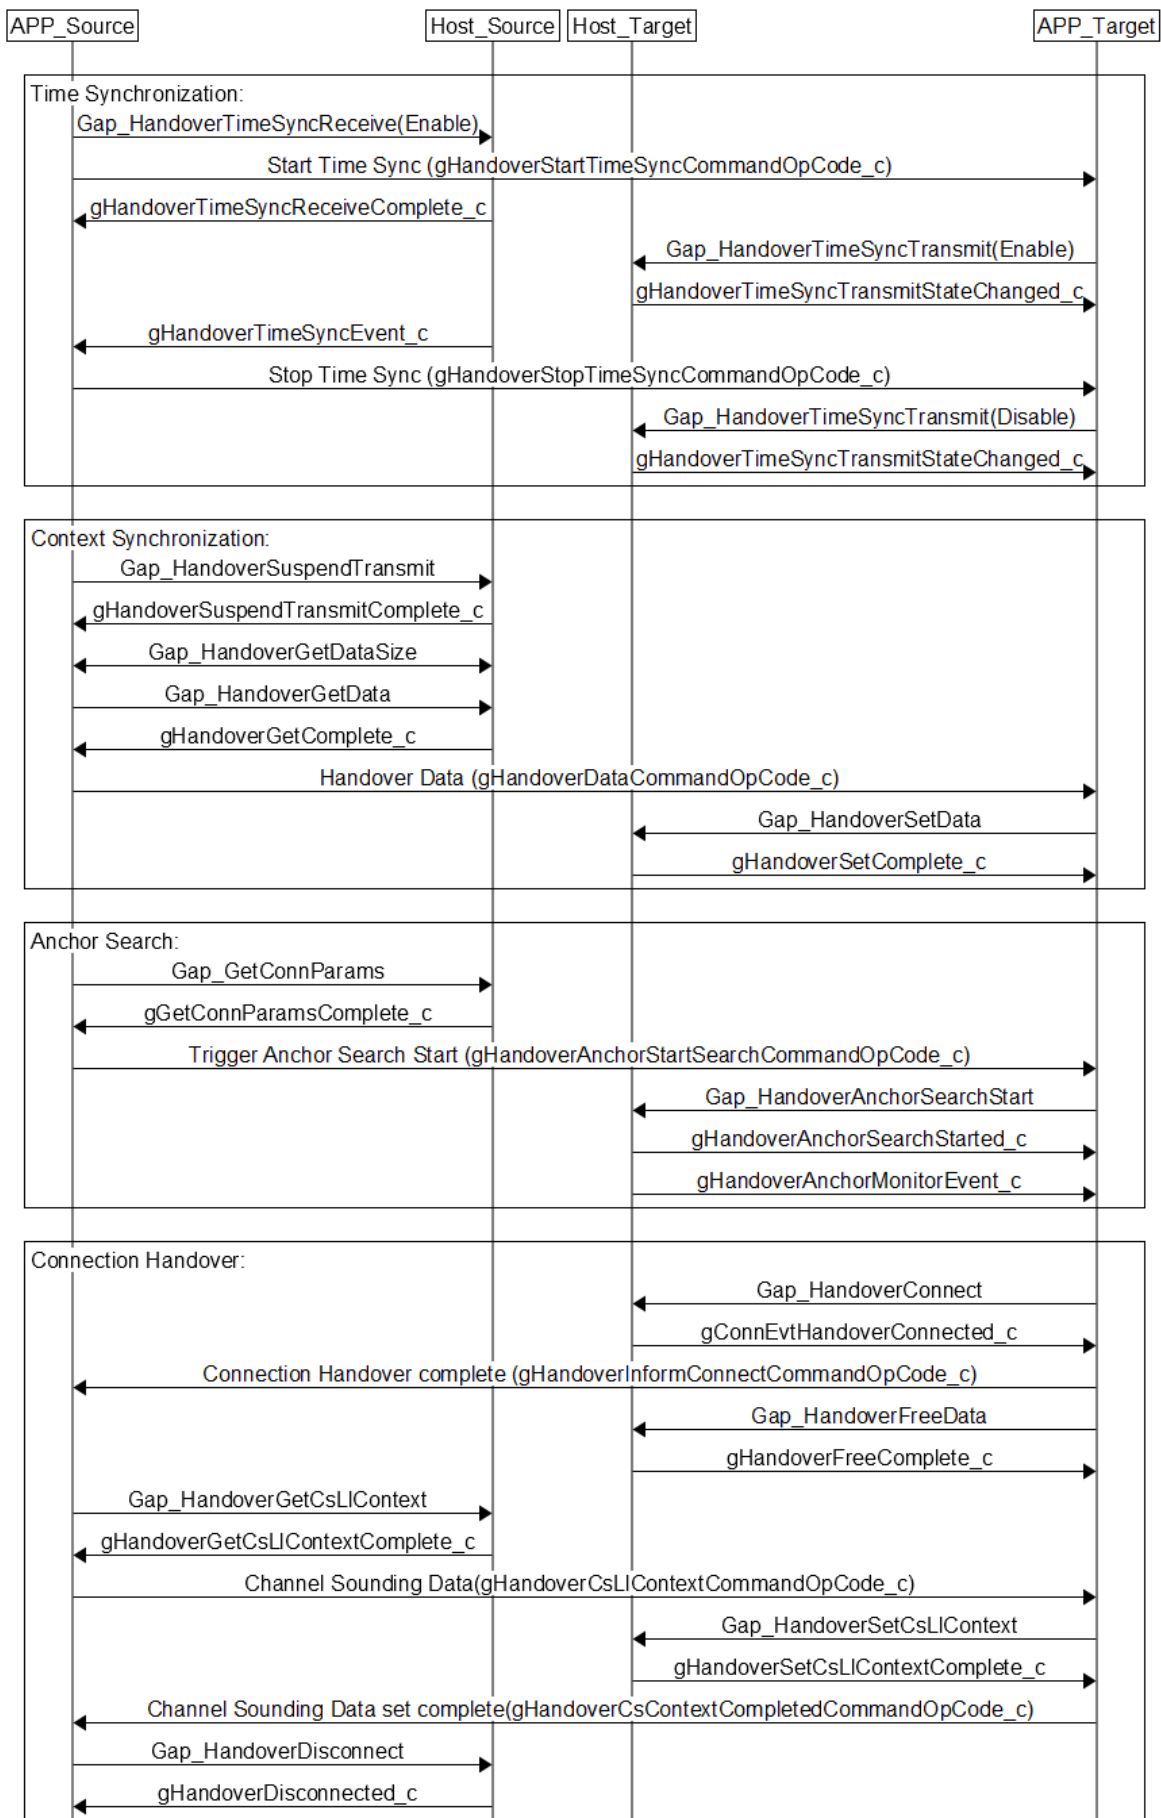 APP_Source
Host_Source
Host_Target
APP_Target
Time Synchronization:
Gap_HandoverTimeSyncReceive(Enable)
Start Time Sync (gHandoverStartTimeSyncCommandOpCode_c)
gHandoverTimeSyncReceiveComplete_c
Gap_HandoverTimeSyncTransmit(Enable)
gHandoverTimeSyncTransmitStateChanged_c
gHandoverTimeSyncEvent_c
Stop Time Sync (gHandoverStopTimeSyncCommandOpCode_c)
Gap_HandoverTimeSyncTransmit(Disable)
gHandoverTimeSyncTransmitStateChanged_c
Context Synchronization:
Gap_HandoverSuspendTransmit
gHandoverSuspendTransmitComplete_c
Gap_HandoverGetDataSize
Gap_HandoverGetData
gHandoverGetComplete_c
Handover Data (gHandoverDataCommandOpCode_c)
Gap_HandoverSetData
gHandoverSetComplete_c
Anchor Search:
Gap_GetConnParams
gGetConnParamsComplete_c
Trigger Anchor Search Start (gHandoverAnchorStartSearchCommandOpCode_c)
Gap_HandoverAnchorSearchStart
gHandoverAnchorSearchStarted_c
gHandoverAnchorMonitorEvent_c
Connection Handover:
Gap_HandoverConnect
gConnEvtHandoverConnected_c
Connection Handover complete (gHandoverInformConnectCommandOpCode_c)
Gap_HandoverFreeData
gHandoverFreeComplete_c
Gap_HandoverGetCsLlContext
gHandoverGetCsLlContextComplete_c
Channel Sounding Data(gHandoverCsLlContextCommandOpCode_c)
Gap_HandoverSetCsLlContext
gHandoverSetCsLlContextComplete_c
Channel Sounding Data set complete(gHandoverCsContextCompletedCommandOpCode_c)
Gap_HandoverDisconnect
gHandoverDisconnected_c